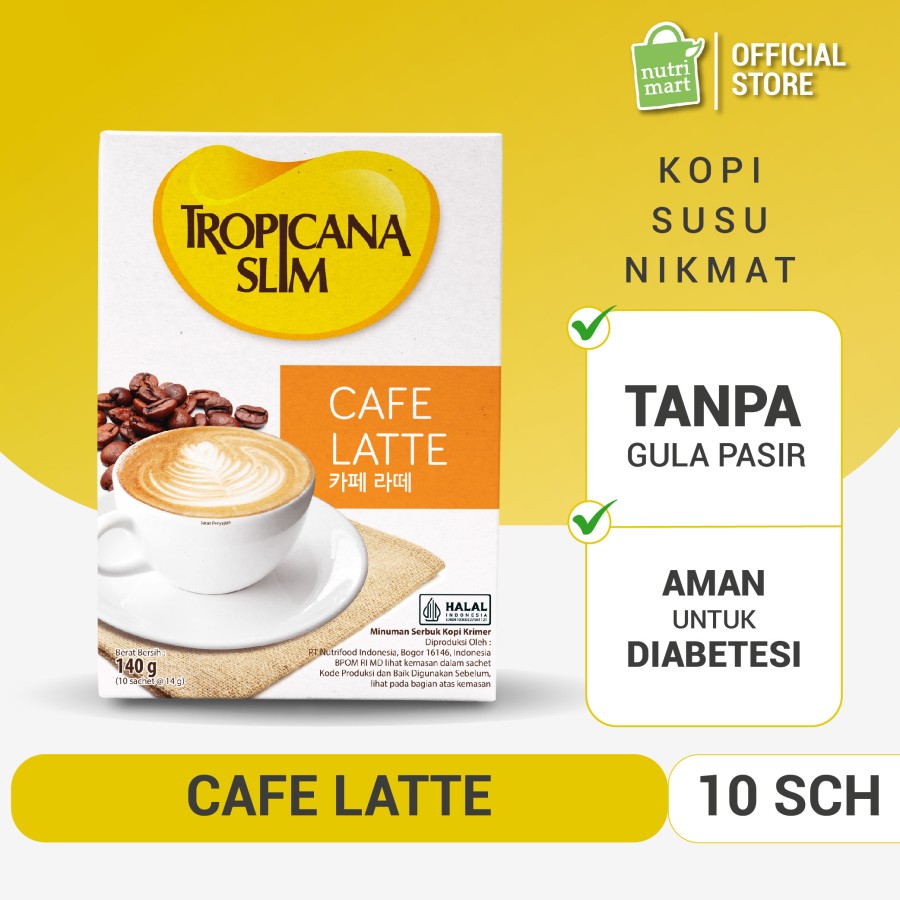 nutri
mart
OFFICIAL
STORE
KOPI
SUSU
NIKMAT
TROPICANA
SLIM
CAFE
LATTE
카페 라떼
TANPA
GULA PASIR
AMAN
UNTUK
DIABETESI
Saran Penyajian
HALAL
INDONESIA
Minuman Serbuk Kopi Krimer
Diproduksi Oleh :
PT Nutrifood Indonesia, Bogor 16146, Indonesia
BPOM RI MD lihat kemasan dalam sachet
Kode Produksi dan Baik Digunakan Sebelum,
lihat pada bagian atas kemasan
Berat Bersih :
140 g
(10 sachet @ 14 g)
CAFE LATTE
10 SCH